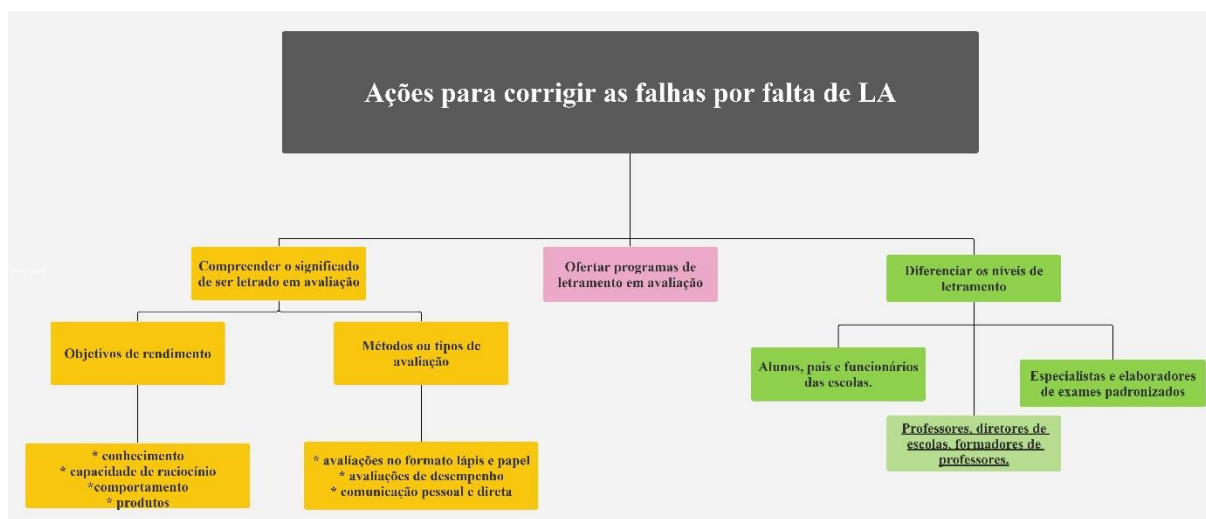 Ações para corrigir as falhas por falta de LA
Compreender o significado
de ser letrado em avaliação
Ofertar programas de
letramento em avaliação
Diferenciar os níveis de
letramento
Objetivos de rendimento
Métodos ou tipos de
avaliação
Alunos, pais e funcionários
das escolas.
Especialistas e elaboradores
de exames padronizados
Professores, diretores de
escolas, formadores de
professores.
* conhecimento
* capacidade de raciocínio
*comportamento
* produtos
* avaliações no formato lápis e papel
* avaliações de desempenho
* comunicação pessoal e direta